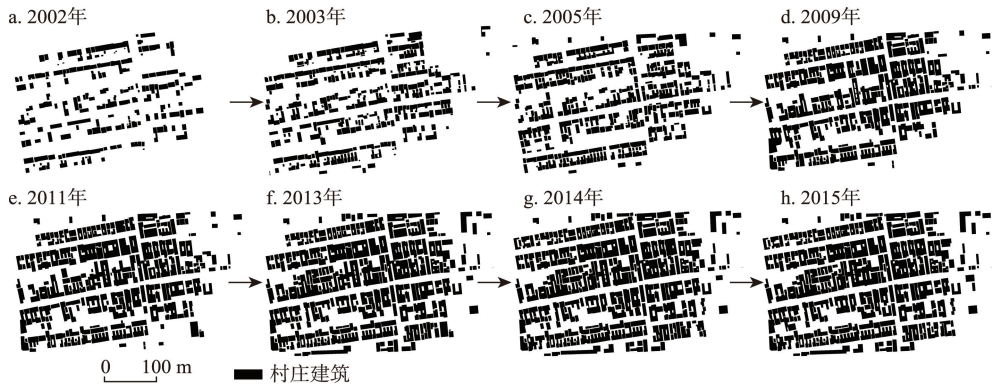 a. 2002年
b. 2003年
c. 2005年
d. 2009年
e. 2011年
f. 2013年
g. 2014年
h. 2015年
0 100 m
村庄建筑